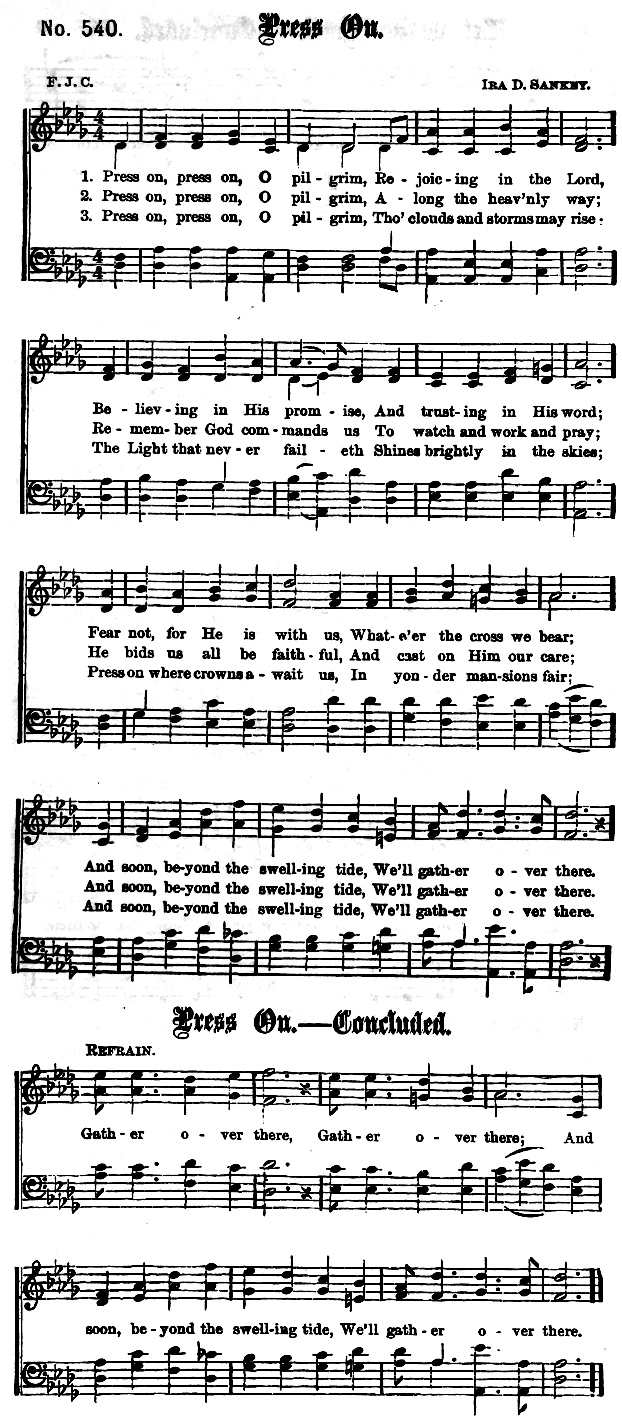 No. 540. Press On.
F. J. C. IRA D. SANKEY.
1. Press on, press on, O pil - grim, Re - joic - ing in the Lord,
2. Press on, press on, O pil - grim, A - long the heav'nly way;
3. Press on, press on, O pil - grim, Tho' clouds and storms may rise:
Be - liev - ing in His prom - ise, And trust - ing in His word;
Re - mem - ber God com - mands us To watch and work and pray;
The Light that nev - er fail - eth Shines brightly in the skies;
Fear not, for He is with us, What - e'er the cross we bear;
He bids us all be faith - ful, And cast on Him our care;
Press on where crowns a - wait us, In yon - der man - sions fair;
And soon, be - yond the swell - ing tide, We'll gath - er o - ver there.
And soon, be - yond the swell - ing tide, We'll gath - er o - ver there.
And soon, be - yond the swell - ing tide, We'll gath - er o - ver there.
Press On.—Concluded.
REFRAIN.
Gath - er o - ver there, Gath - er o - ver there; And
soon, be - yond the swell - ing tide, We'll gath - er o - ver there.